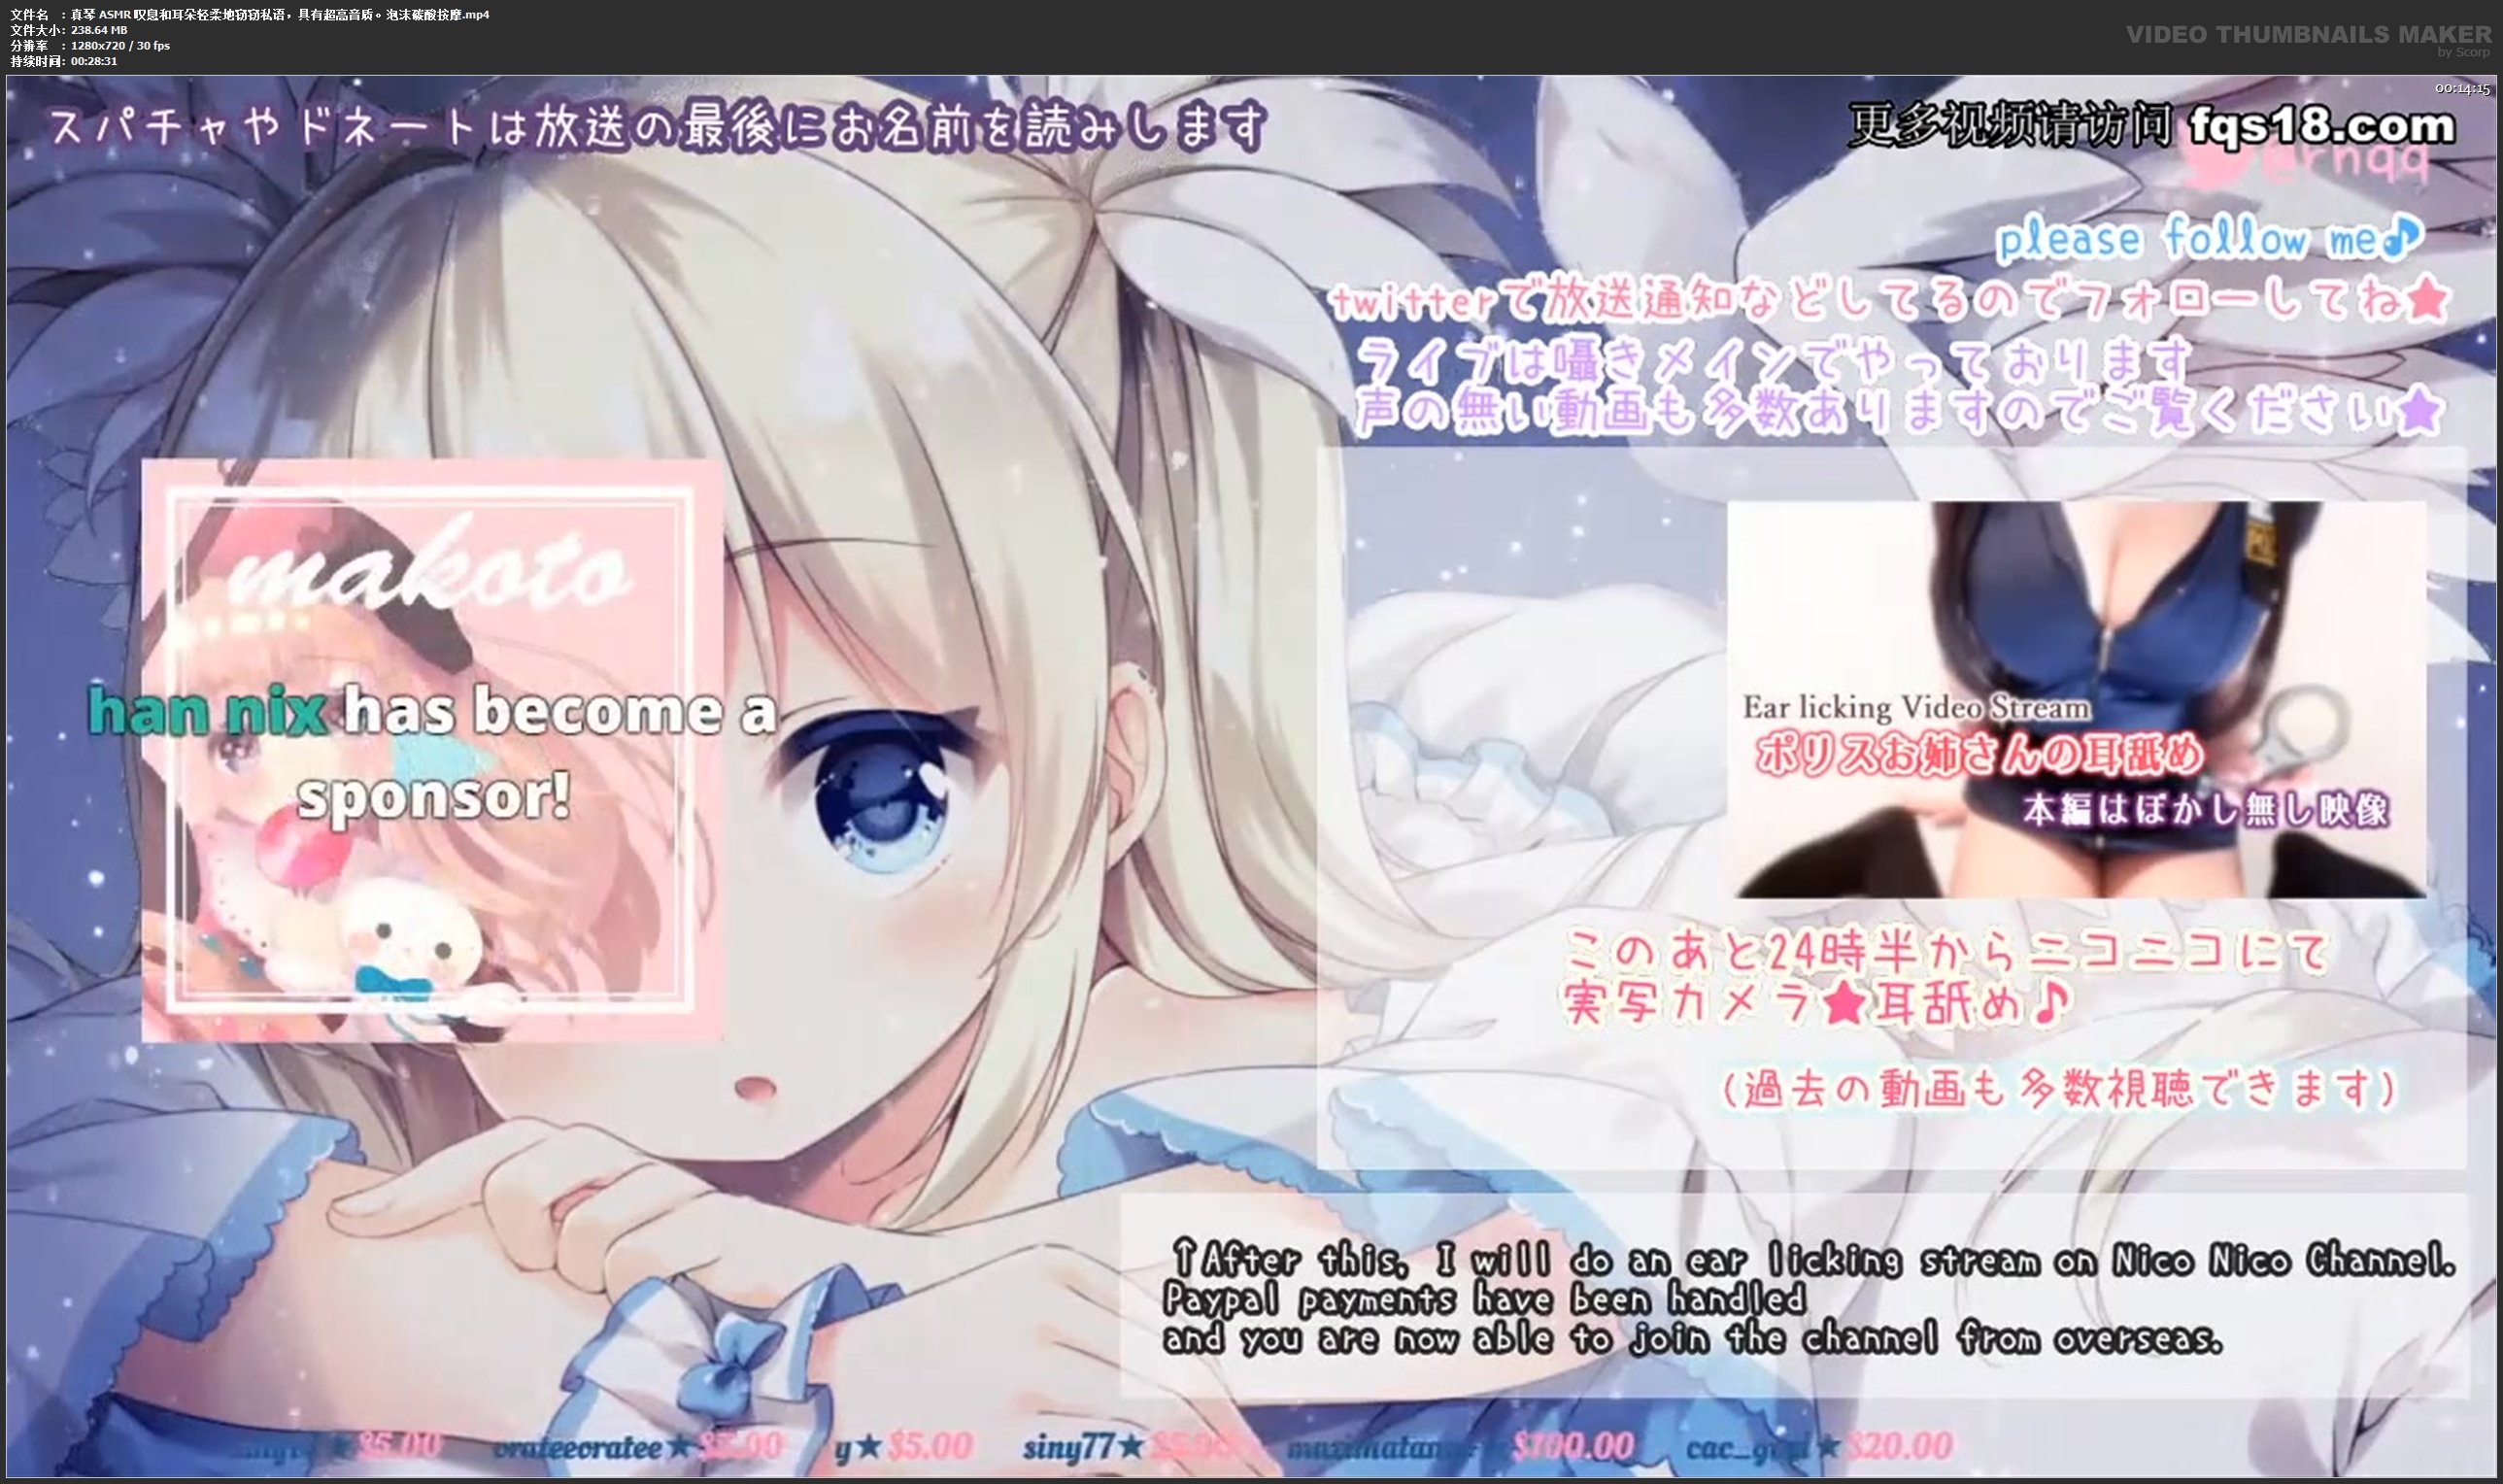 文件名 : 真琴 ASMR 叹息和耳朵轻柔地窃窃私语，具有超高音质。泡沫碳酸按摩.mp4
文件大小: 238.64 MB
分辨率 : 1280x720 / 30 fps
持续时间: 00:28:31
VIDEO THUMBNAILS MAKER
by Scorp
00:14:15
スパチャやドネートは放送の最後にお名前を読みします
更多视频请访问 fqs18.com
@rnqq
please follow me♪
twitterで放送通知などしてるのでフォローしてね★
ライブは囁きメインでやっております
声の無い動画も多数ありますのでご覧ください★
makoto
han nix has become a
sponsor!
Ear licking Video Stream
ポリスお姉さんの耳舐め
本編はぼかし無し映像
このあと24時半からニコニコにて
実写カメラ★耳舐め♪
(過去の動画も多数視聴できます)
↑After this, I will do an ear licking stream on Nico Nico Channel.
Paypal payments have been handled
and you are now able to join the channel from overseas.
★$5.00 orateeoratee★ y★$5.00 siny77★ $100.00 ★$20.00